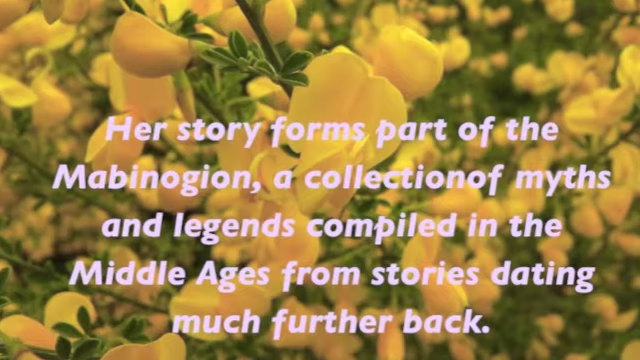 Her story forms part of the
Mabinogion, a collectionof myths
and legends compiled in the
Middle Ages from stories dating
much further back.